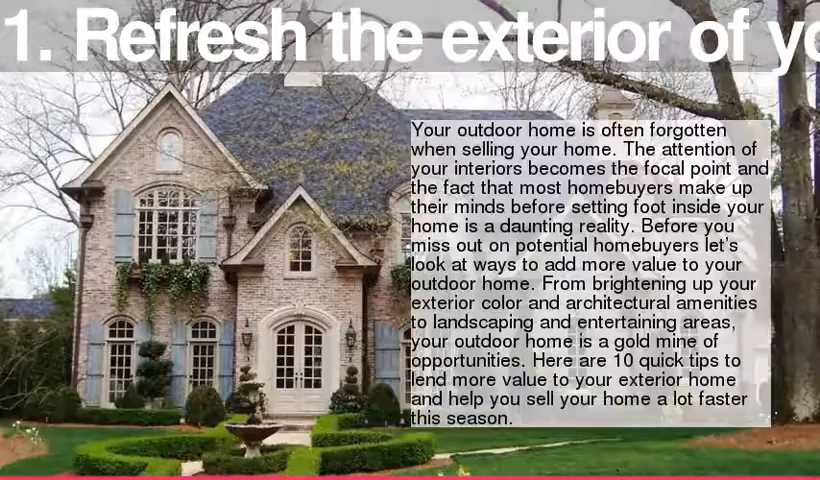 1. Refresh the exterior of yo
Your outdoor home is often forgotten
when selling your home. The attention of
your interiors becomes the focal point and
the fact that most homebuyers make up
their minds before setting foot inside your
home is a daunting reality. Before you
miss out on potential homebuyers let's
look at ways to add more value to your
outdoor home. From brightening up your
exterior color and architectural amenities
to landscaping and entertaining areas,
your outdoor home is a gold mine of
opportunities. Here are 10 quick tips to
lend more value to your exterior home
and help you sell your home a lot faster
this season.